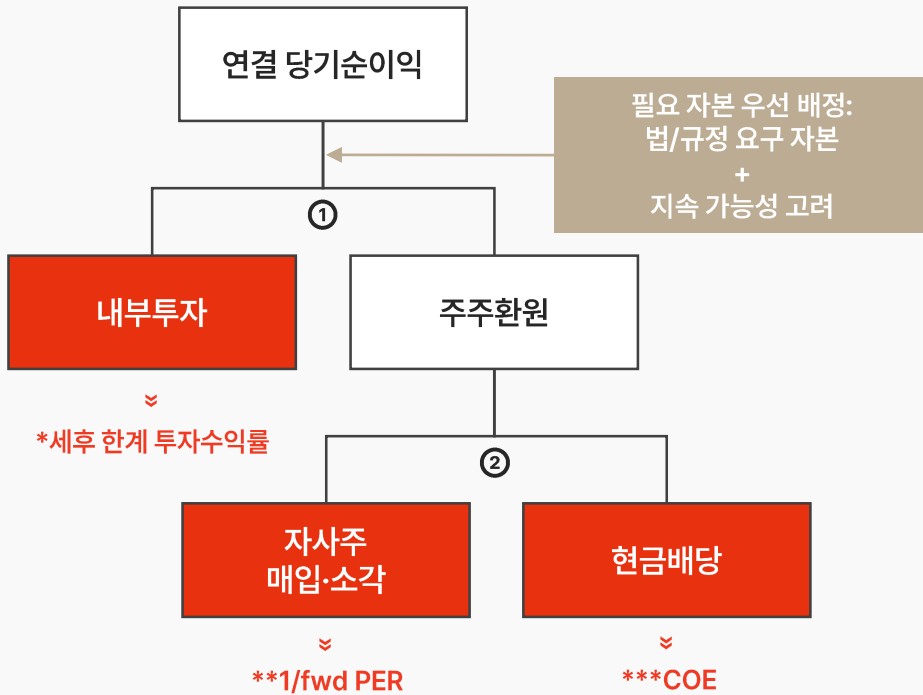 연결 당기순이익
필요 자본 우선 배정:
법/규정 요구 자본
+
지속 가능성 고려
①
내부투자
주주환원
*세후 한계 투자수익률
②
자사주
매입·소각
현금배당
**1/fwd PER
***COE